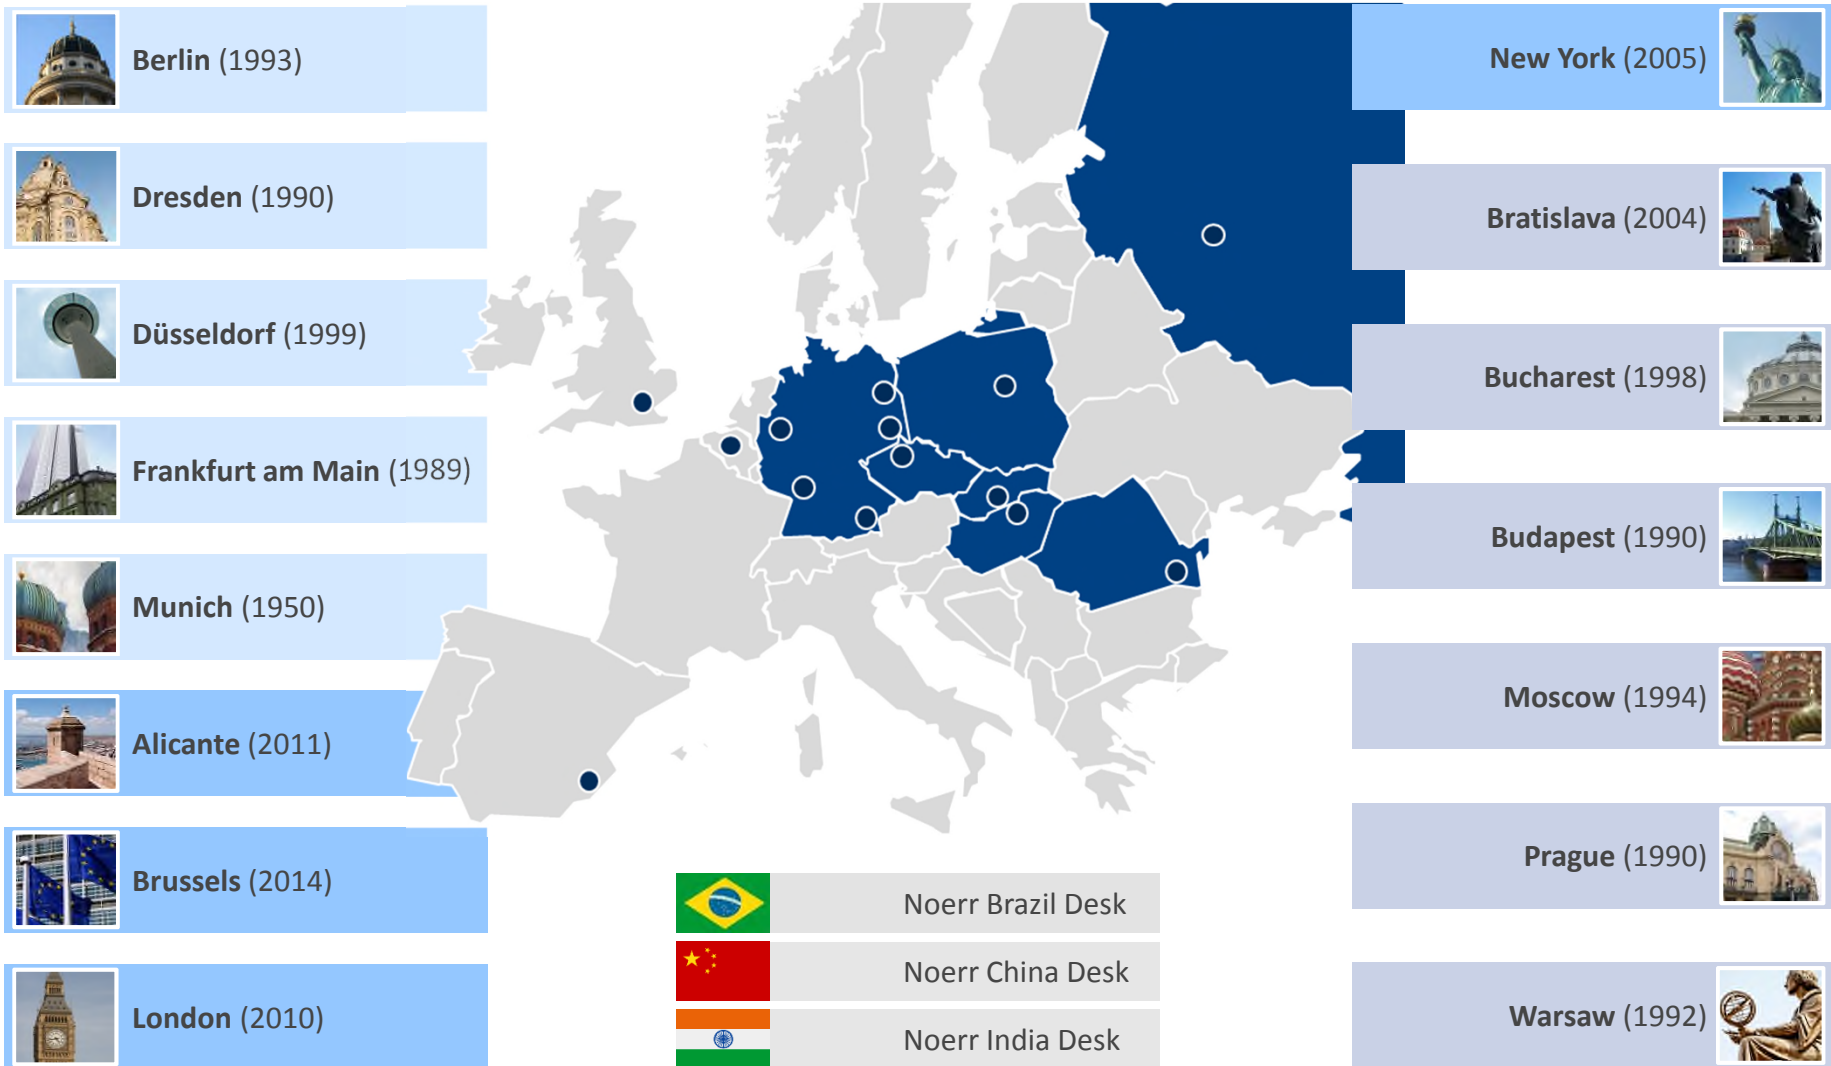 Berlin (1993)
Dresden (1990)
Düsseldorf (1999)
Frankfurt am Main (1989)
Munich (1950)
Alicante (2011)
Brussels (2014)
London (2010)
Noerr Brazil Desk
Noerr China Desk
Noerr India Desk
New York (2005)
Bratislava (2004)
Bucharest (1998)
Budapest (1990)
Moscow (1994)
Prague (1990)
Warsaw (1992)